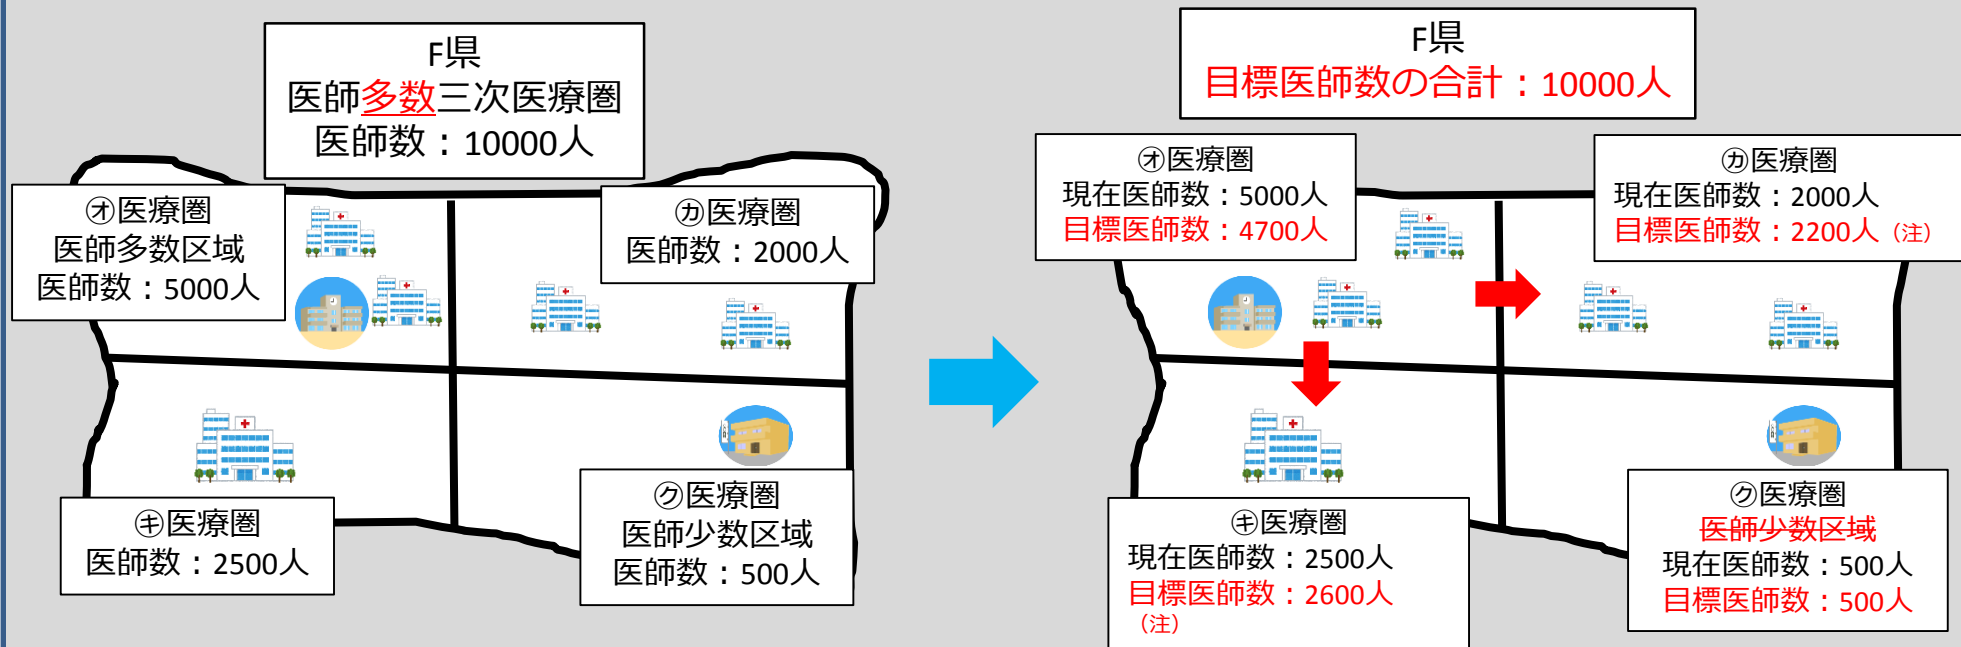 F県
医師多数三次医療圏
医師数：10000人
㋔医療圏
医師多数区域
医師数：5000人
㋕医療圏
医師数：2000人
㋖医療圏
医師数：2500人
㋗医療圏
医師少数区域
医師数：500人
F県
目標医師数の合計：10000人
㋔医療圏
現在医師数：5000人
目標医師数：4700人
㋕医療圏
現在医師数：2000人
目標医師数：2200人（注）
㋖医療圏
現在医師数：2500人
目標医師数：2600人
（注）
㋗医療圏
医師少数区域
現在医師数：500人
目標医師数：500人